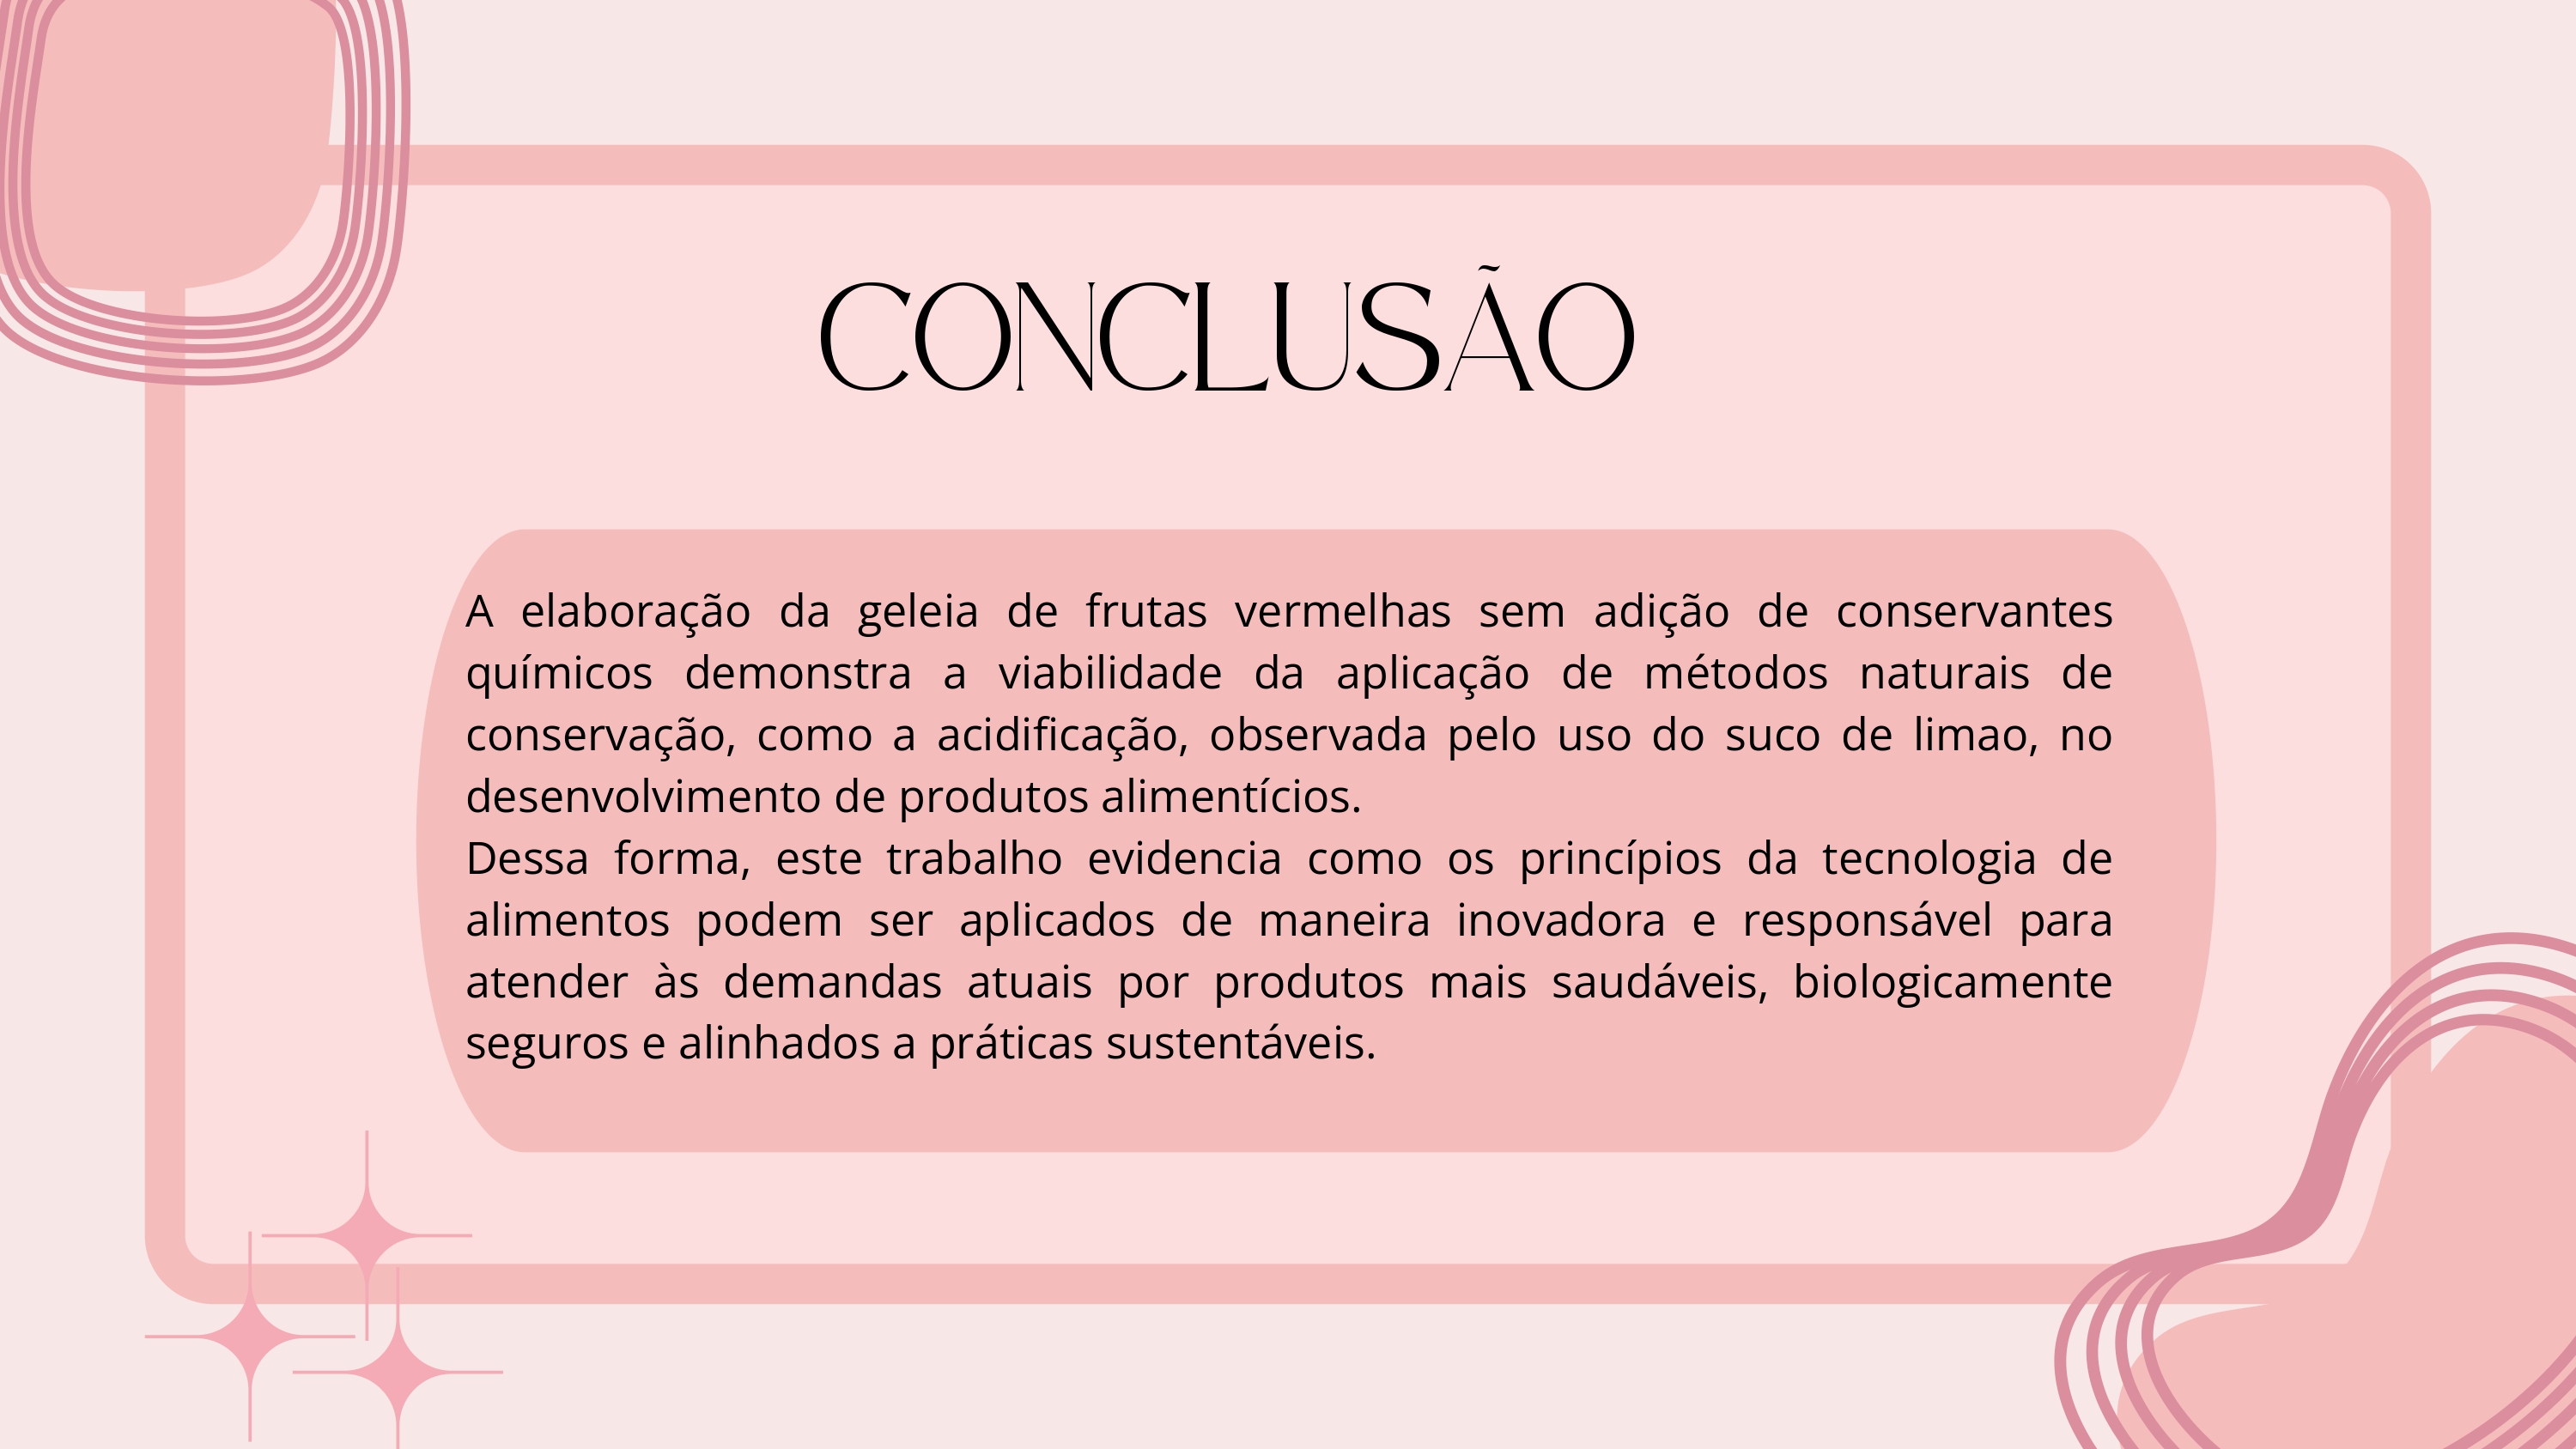 CONCLUSÃO
A elaboração da geleia de frutas vermelhas sem adição de conservantes
químicos demonstra a viabilidade da aplicação de métodos naturais de
conservação, como a acidificação, observada pelo uso do suco de limao, no
desenvolvimento de produtos alimentícios.
Dessa forma, este trabalho evidencia como os princípios da tecnologia de
alimentos podem ser aplicados de maneira inovadora e responsável para
atender às demandas atuais por produtos mais saudáveis, biologicamente
seguros e alinhados a práticas sustentáveis.